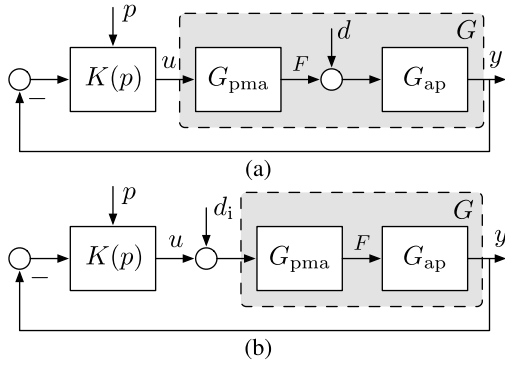 p d G
K(p) u G_pma F G_ap y
−
(a)
p d_i G
K(p) u G_pma F G_ap y
−
(b)